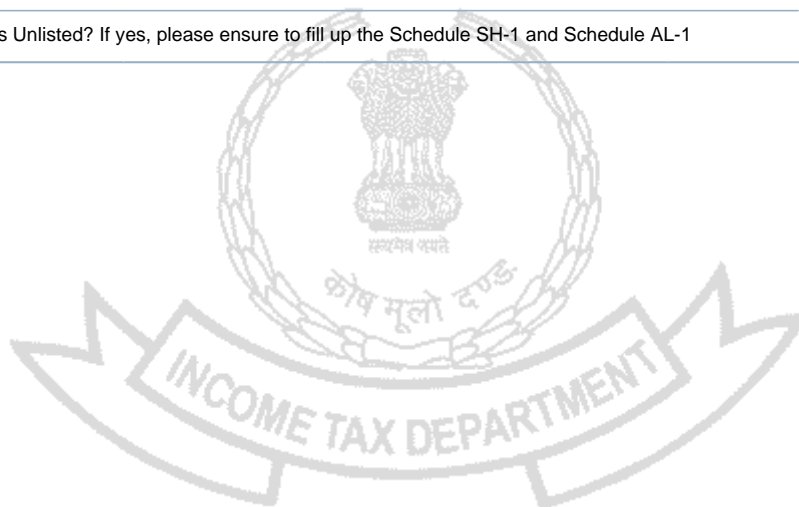 s Unlisted? If yes, please ensure to fill up the Schedule SH-1 and Schedule AL-1
सत्यमेव जयते
कोष मूलो दण्ड
INCOME TAX DEPARTMENT